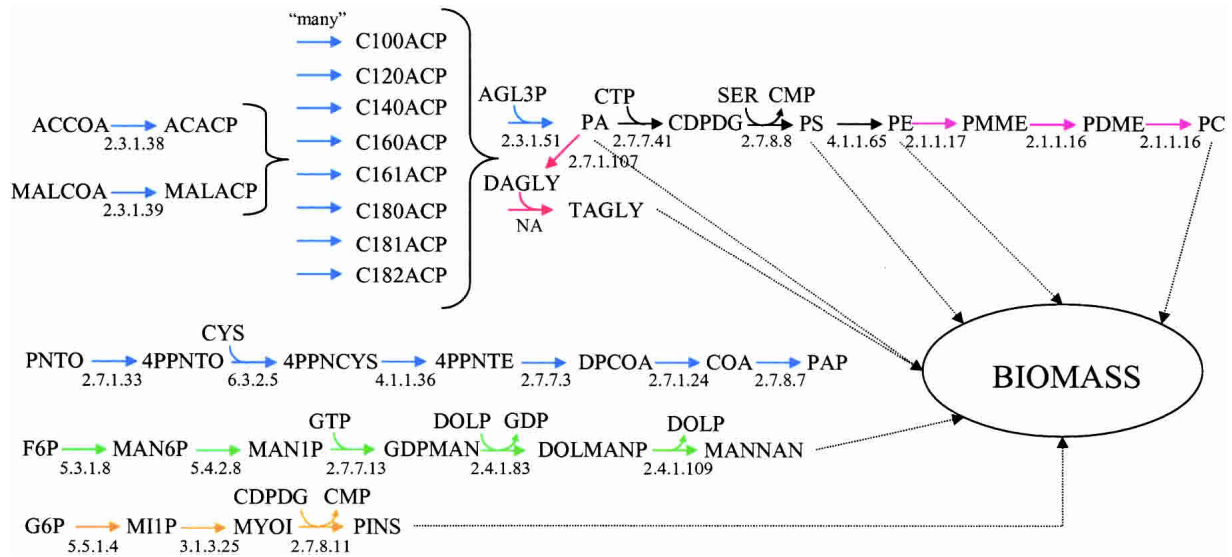 “many”
C100ACP
C120ACP
C140ACP
C160ACP
C161ACP
C180ACP
C181ACP
C182ACP
ACCOA ACACP
2.3.1.38
MALCOA MALACP
2.3.1.39
AGL3P CTP SER CMP
PA CDPDG PS PE PMME PDME PC
2.3.1.51 2.7.7.41 2.7.8.8 4.1.1.65 2.1.1.17 2.1.1.16 2.1.1.16
2.7.1.107
DAGLY
TAGLY
NA
CYS
PNTO 4PPNTO 4PPNCYS 4PPNTE DPCOA COA PAP
2.7.1.33 6.3.2.5 4.1.1.36 2.7.7.3 2.7.1.24 2.7.8.7
BIOMASS
GTP DOLP GDP DOLP
F6P MAN6P MAN1P GDPMAN DOLMANP MANNAN
5.3.1.8 5.4.2.8 2.7.7.13 2.4.1.83 2.4.1.109
CDPDG CMP
G6P MI1P MYOI PINS
5.5.1.4 3.1.3.25 2.7.8.11